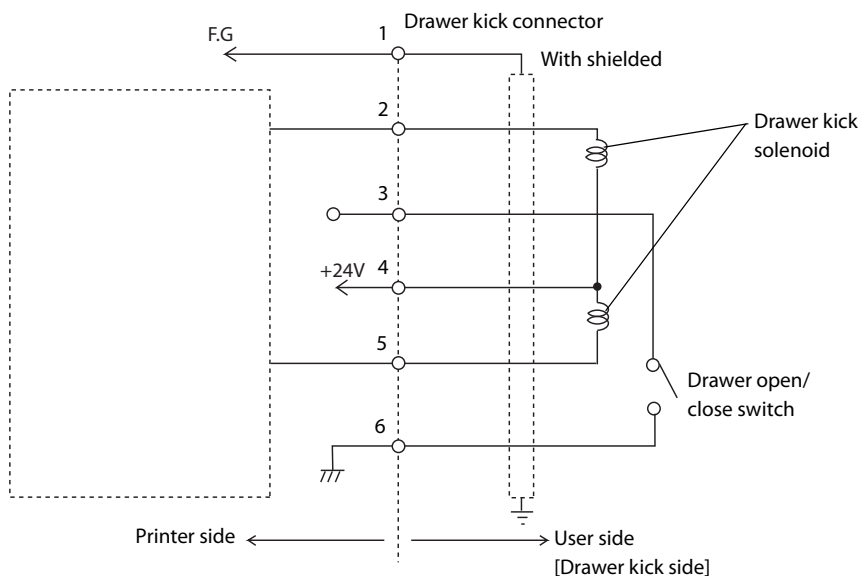 Drawer kick connector
F.G
1
With shielded
2
Drawer kick
solenoid
3
+24V
4
5
Drawer open/
close switch
6
Printer side
User side
[Drawer kick side]